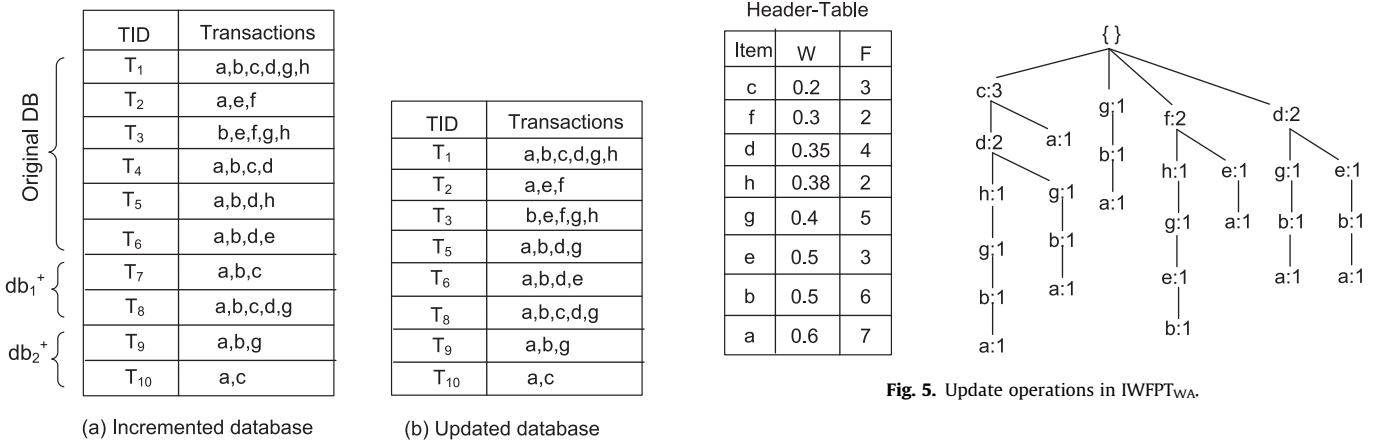 TID Transactions
T1 a,b,c,d,g,h
T2 a,e,f
T3 b,e,f,g,h
T4 a,b,c,d
T5 a,b,d,h
T6 a,b,d,e
T7 a,b,c
T8 a,b,c,d,g
T9 a,b,g
T10 a,c
Original DB
db1+
db2+
(a) Incremented database
TID Transactions
T1 a,b,c,d,g,h
T2 a,e,f
T3 b,e,f,g,h
T5 a,b,d,g
T6 a,b,d,e
T8 a,b,c,d,g
T9 a,b,g
T10 a,c
(b) Updated database
Header-Table
Item W F
c 0.2 3
f 0.3 2
d 0.35 4
h 0.38 2
g 0.4 5
e 0.5 3
b 0.5 6
a 0.6 7
{ }
c:3 g:1 f:2 d:2
d:2 a:1 b:1 h:1 e:1 g:1 e:1
h:1 g:1 a:1 g:1 a:1 b:1 b:1
g:1 b:1 e:1 a:1 a:1
b:1 a:1 b:1
a:1
Fig. 5. Update operations in IWFPTWA.